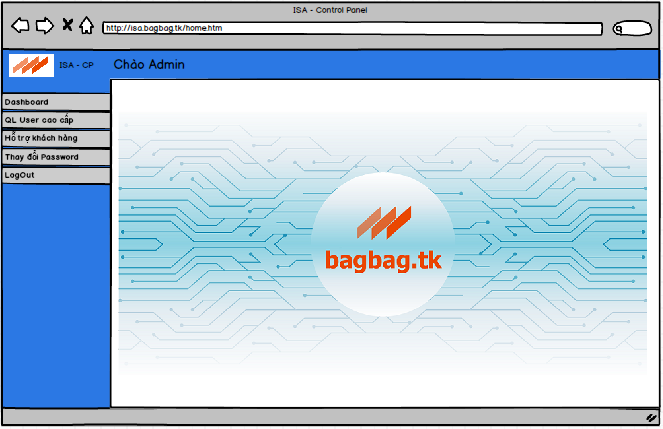 ISA - Control Panel
http://isa.bagbag.tk/home.htm
ISA - CP
Chào Admin
Dashboard
QL User cao cấp
Hỗ trợ khách hàng
Thay đổi Password
LogOut
bagbag.tk